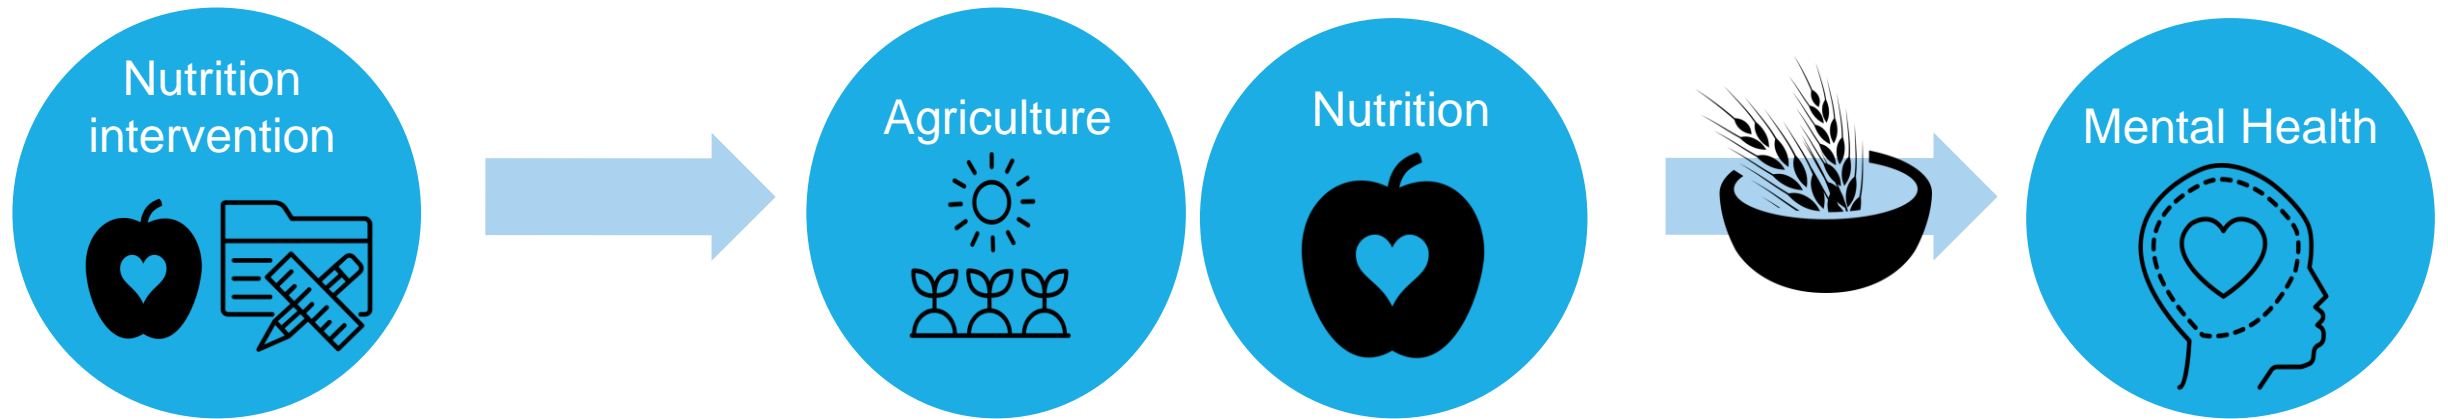 Nutrition
intervention
Agriculture
Nutrition
Mental Health